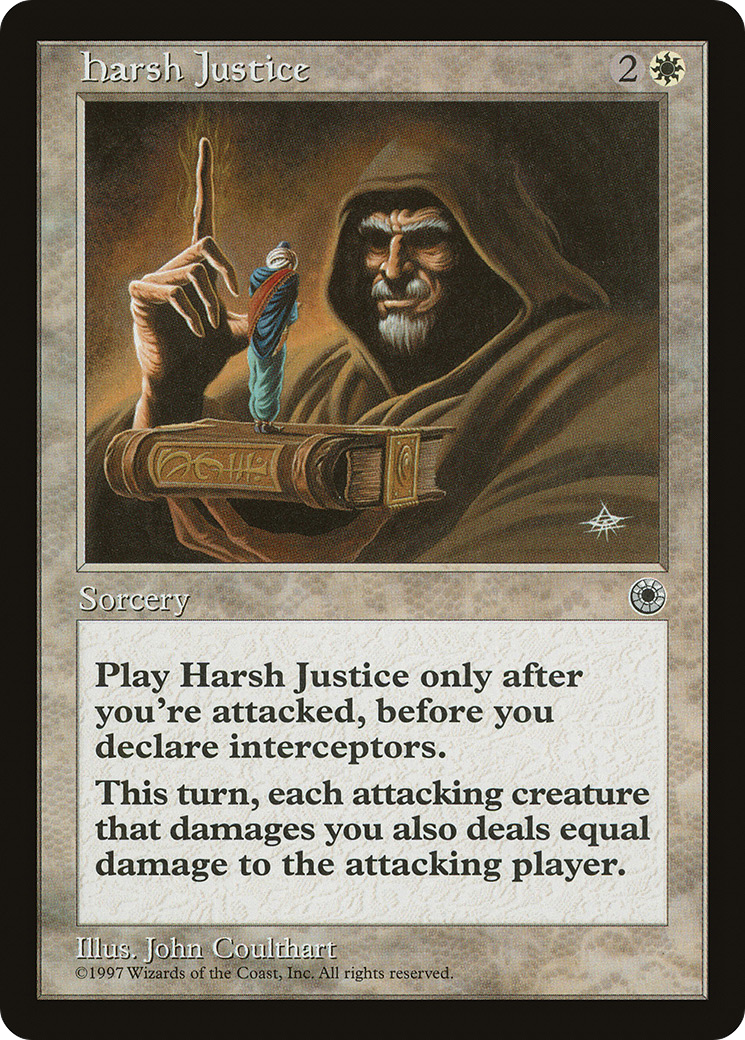 Harsh Justice 2
Sorcery
Play Harsh Justice only after
you're attacked, before you
declare interceptors.
This turn, each attacking creature
that damages you also deals equal
damage to the attacking player.
Illus. John Coulthart
©1997 Wizards of the Coast, Inc. All rights reserved.